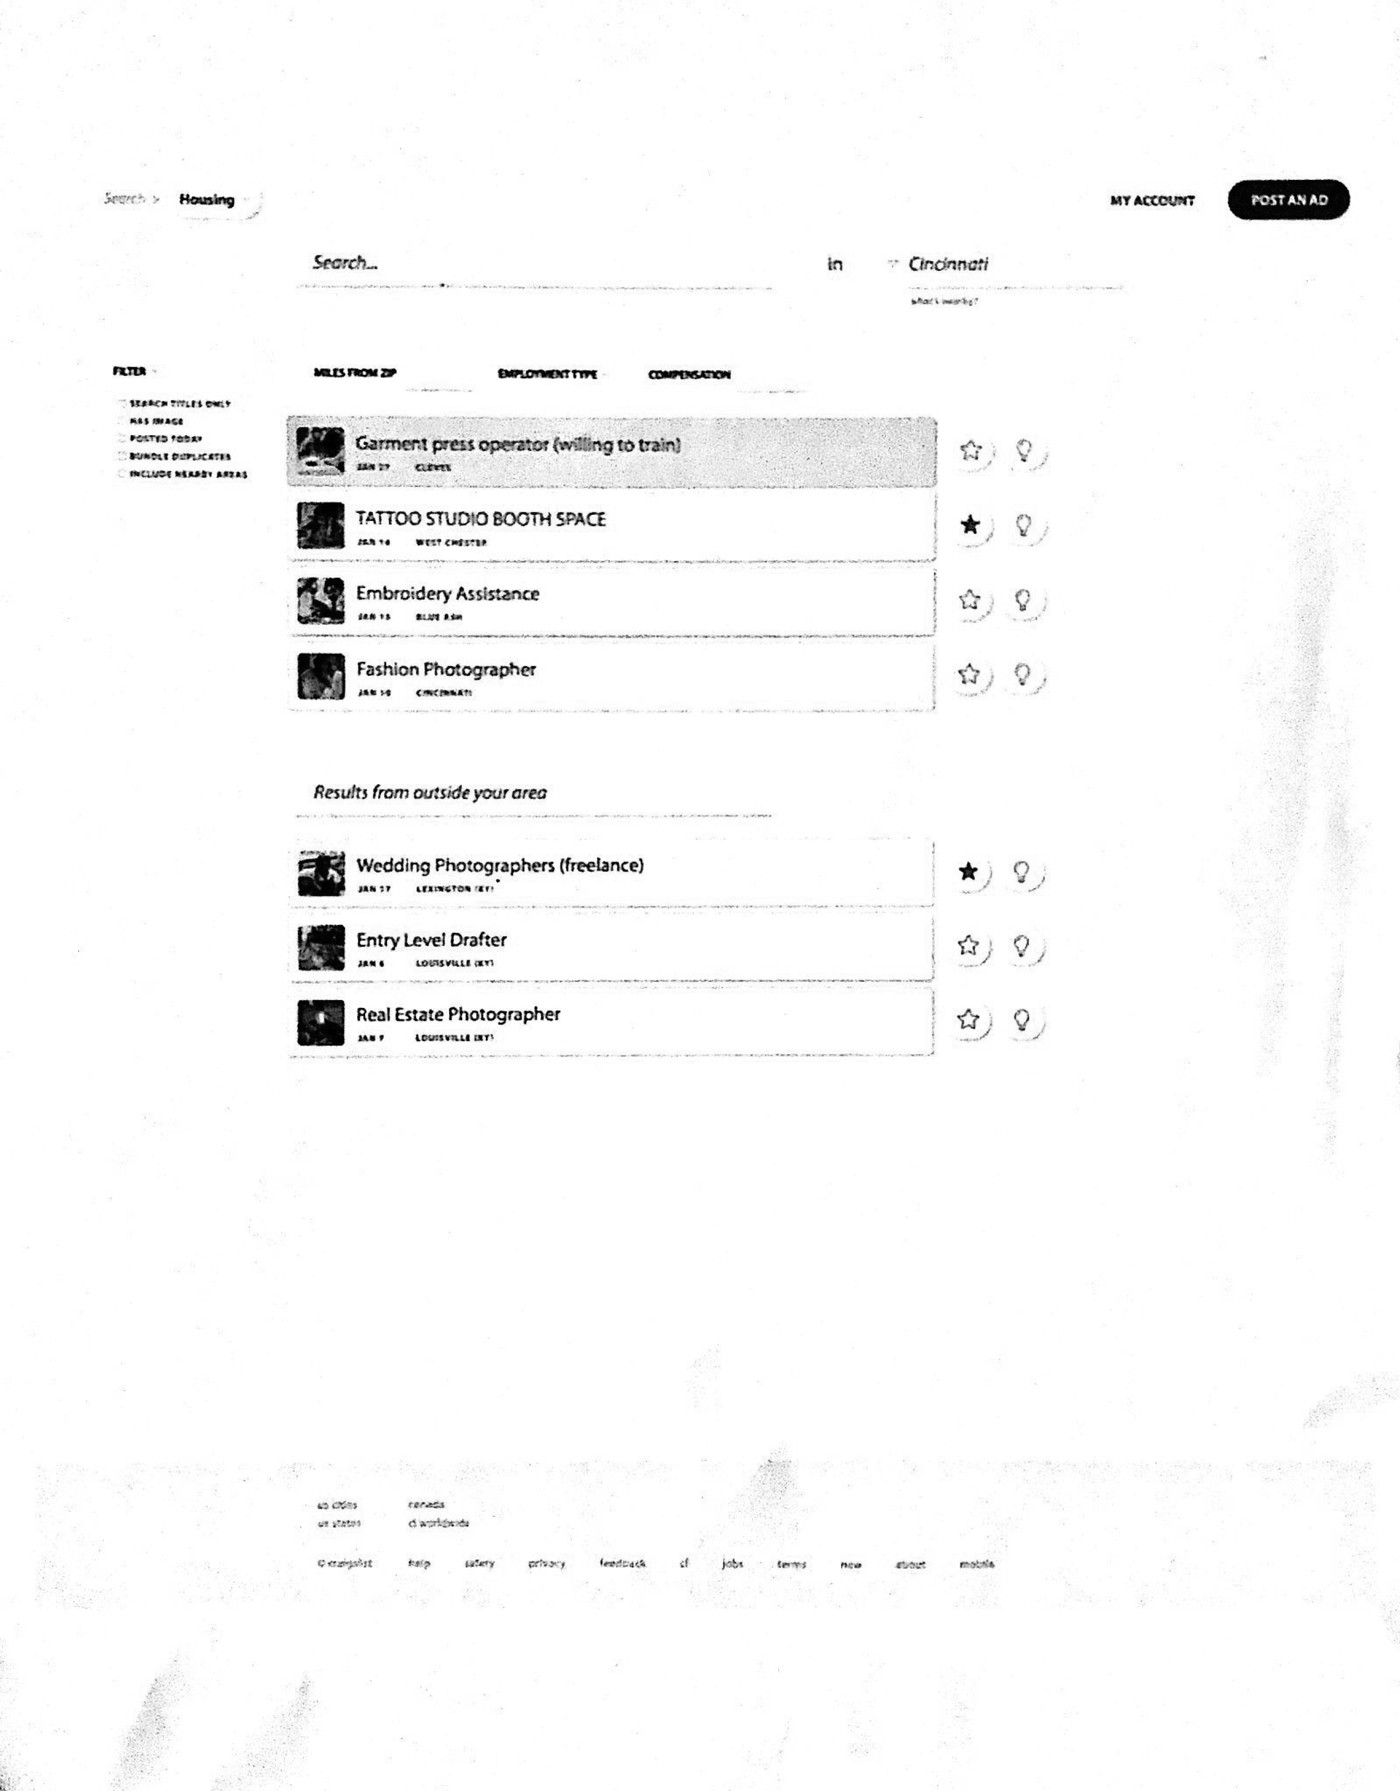 Search > Housing
MY ACCOUNT
POST AN AD
Search...
in
Cincinnati
FILTER
MILES FROM ZIP
EMPLOYMENT TYPE
COMPENSATION
SEARCH TITLES ONLY
HAS IMAGE
POSTED TODAY
BUNDLE DUPLICATES
INCLUDE NEARBY AREAS
Garment press operator (willing to train)
JAN 27 CLEVES
TATTOO STUDIO BOOTH SPACE
JAN 14 WEST CHESTER
Embroidery Assistance
JAN 13 BLUE ASH
Fashion Photographer
JAN 10 CINCINNATI
Results from outside your area
Wedding Photographers (freelance)
JAN 17 LEXINGTON (KY)
Entry Level Drafter
JAN 6 LOUISVILLE (KY)
Real Estate Photographer
JAN 9 LOUISVILLE (KY)
us cities canada
us states cl worldwide
© craigslist help safety privacy feedback cl jobs terms new about mobile